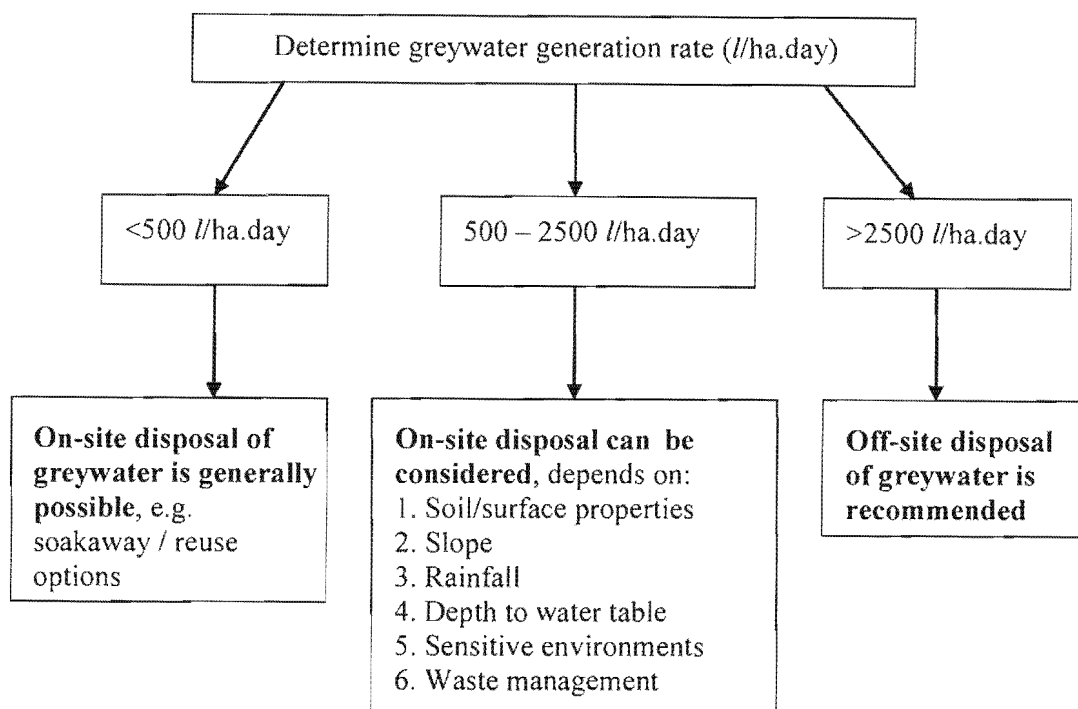 Determine greywater generation rate (l/ha.day)
<500 l/ha.day
500 – 2500 l/ha.day
>2500 l/ha.day
On-site disposal of
greywater is generally
possible, e.g.
soakaway / reuse
options
On-site disposal can be
considered, depends on:
1. Soil/surface properties
2. Slope
3. Rainfall
4. Depth to water table
5. Sensitive environments
6. Waste management
Off-site disposal
of greywater is
recommended